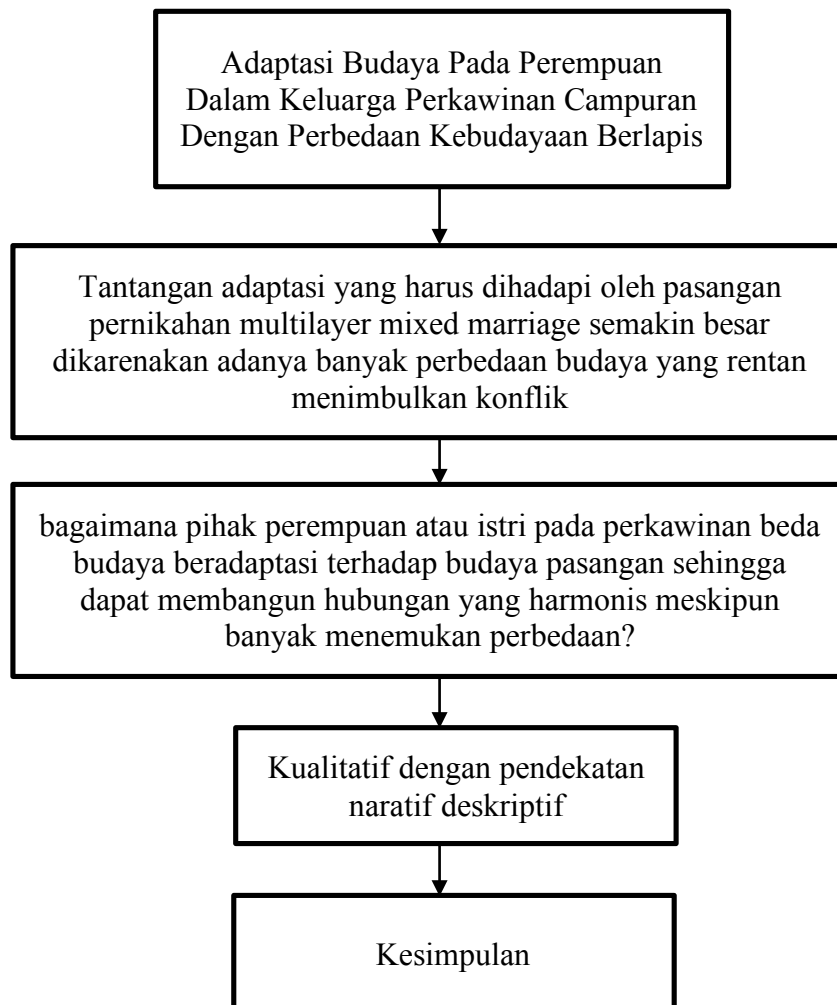 Adaptasi Budaya Pada Perempuan
Dalam Keluarga Perkawinan Campuran
Dengan Perbedaan Kebudayaan Berlapis
Tantangan adaptasi yang harus dihadapi oleh pasangan
pernikahan multilayer mixed marriage semakin besar
dikarenakan adanya banyak perbedaan budaya yang rentan
menimbulkan konflik
bagaimana pihak perempuan atau istri pada perkawinan beda
budaya beradaptasi terhadap budaya pasangan sehingga
dapat membangun hubungan yang harmonis meskipun
banyak menemukan perbedaan?
Kualitatif dengan pendekatan
naratif deskriptif
Kesimpulan